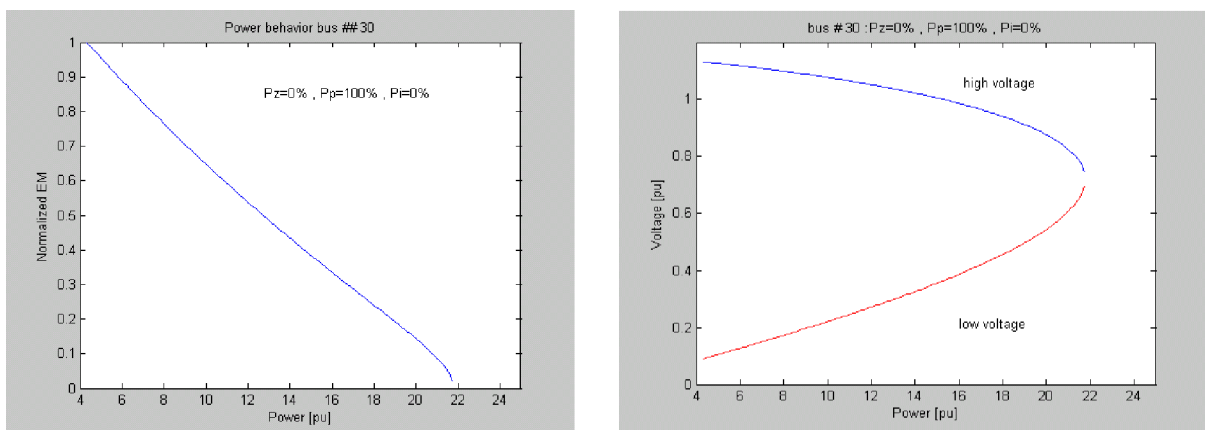 Power behavior bus ##30
1
0.9
0.8
0.7
0.6
0.5
0.4
0.3
0.2
0.1
0
Normalized EM
Pz=0% , Pp=100% , Pi=0%
4 6 8 10 12 14 16 18 20 22 24
Power [pu]
bus #30 :Pz=0% , Pp=100% , Pi=0%
1
0.8
0.6
0.4
0.2
0
Voltage [pu]
high voltage
low voltage
4 6 8 10 12 14 16 18 20 22 24
Power [pu]